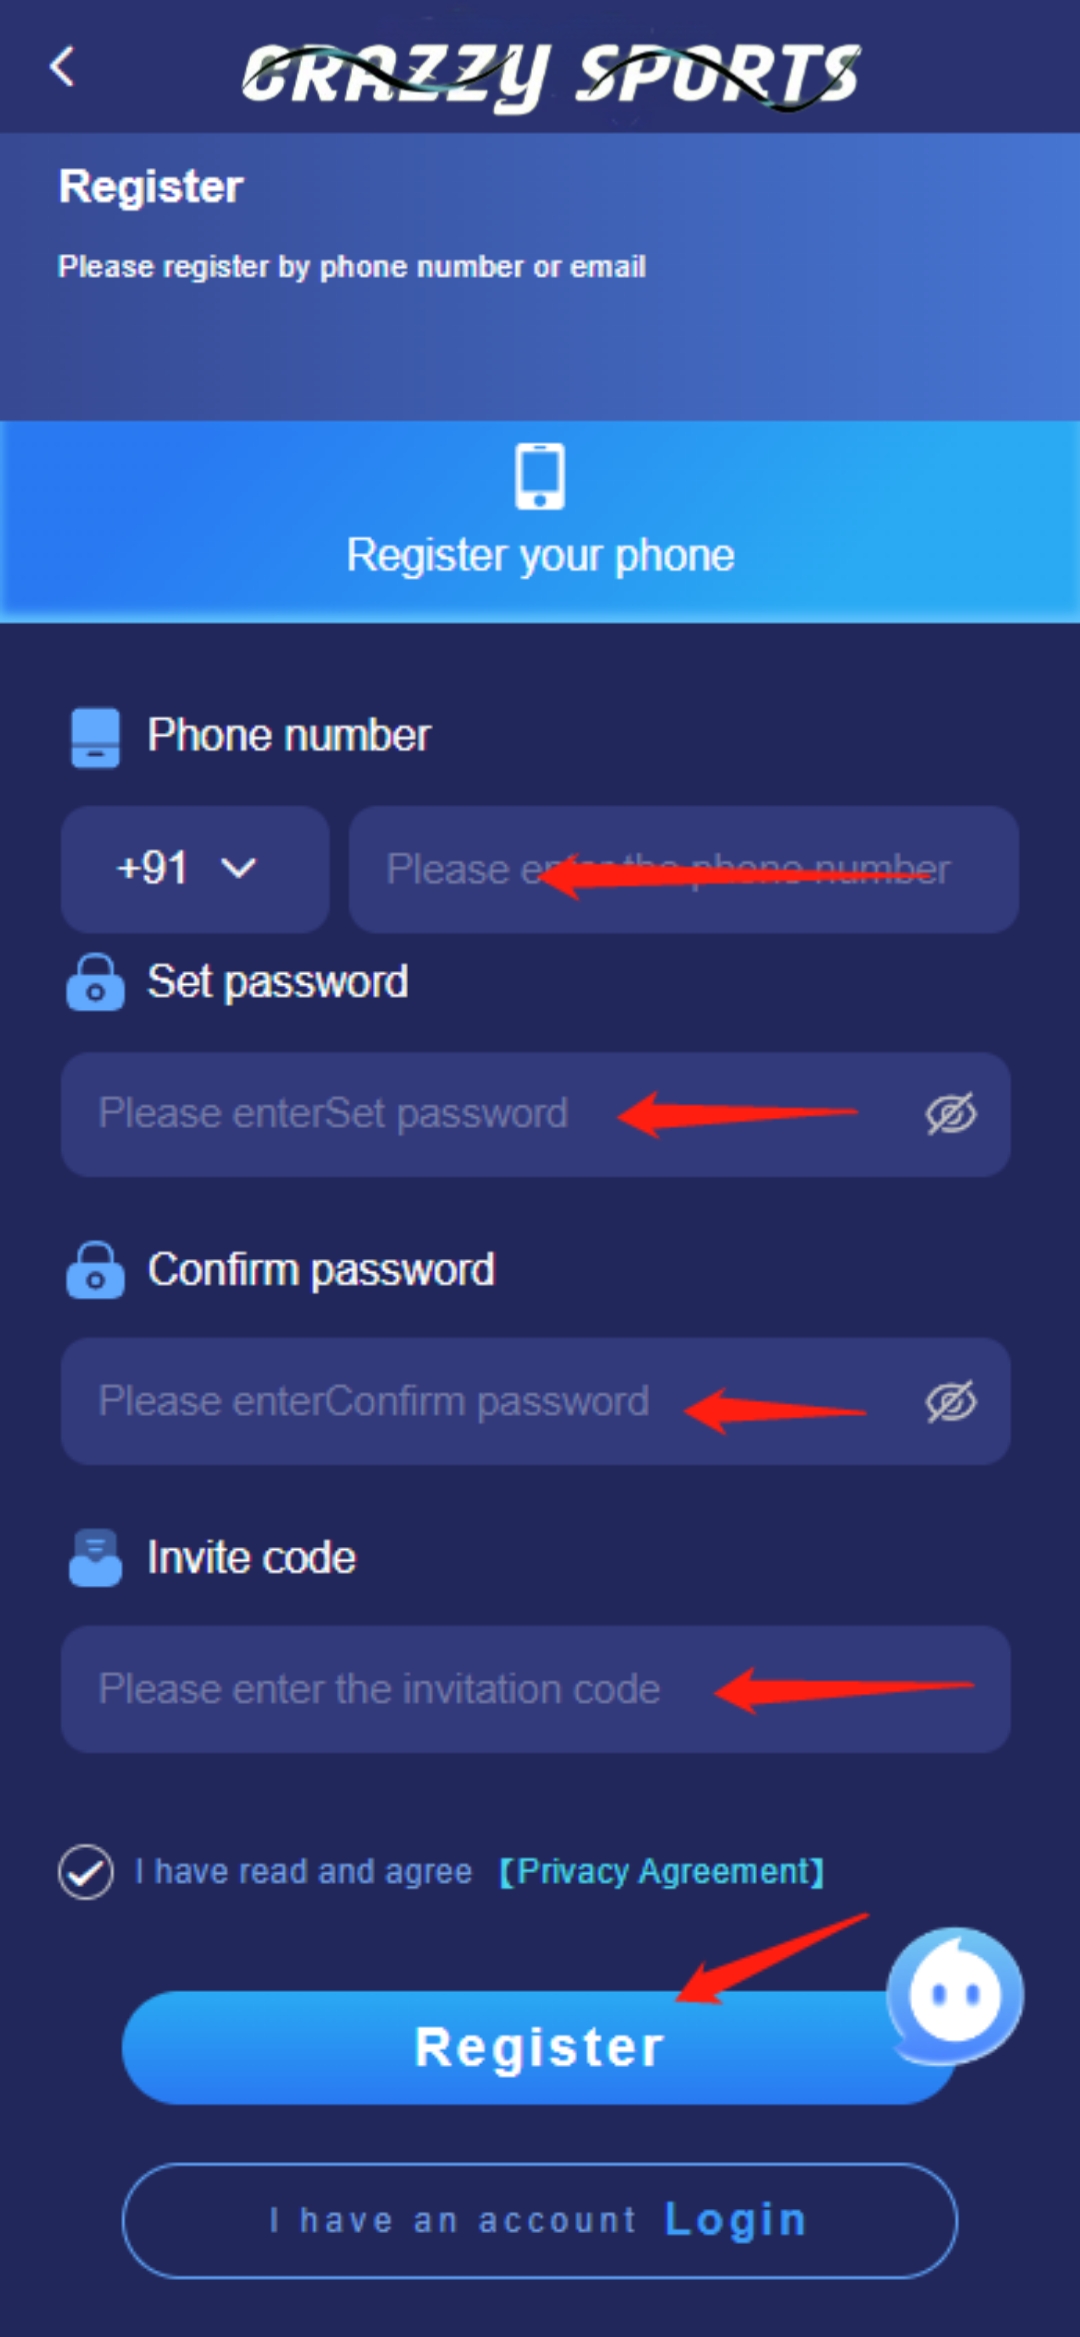 CRAZZY SPORTS
Register
Please register by phone number or email
Register your phone
Phone number
+91 Please enter the phone number
Set password
Please enterSet password
Confirm password
Please enterConfirm password
Invite code
Please enter the invitation code
I have read and agree 【Privacy Agreement】
Register
I have an account Login